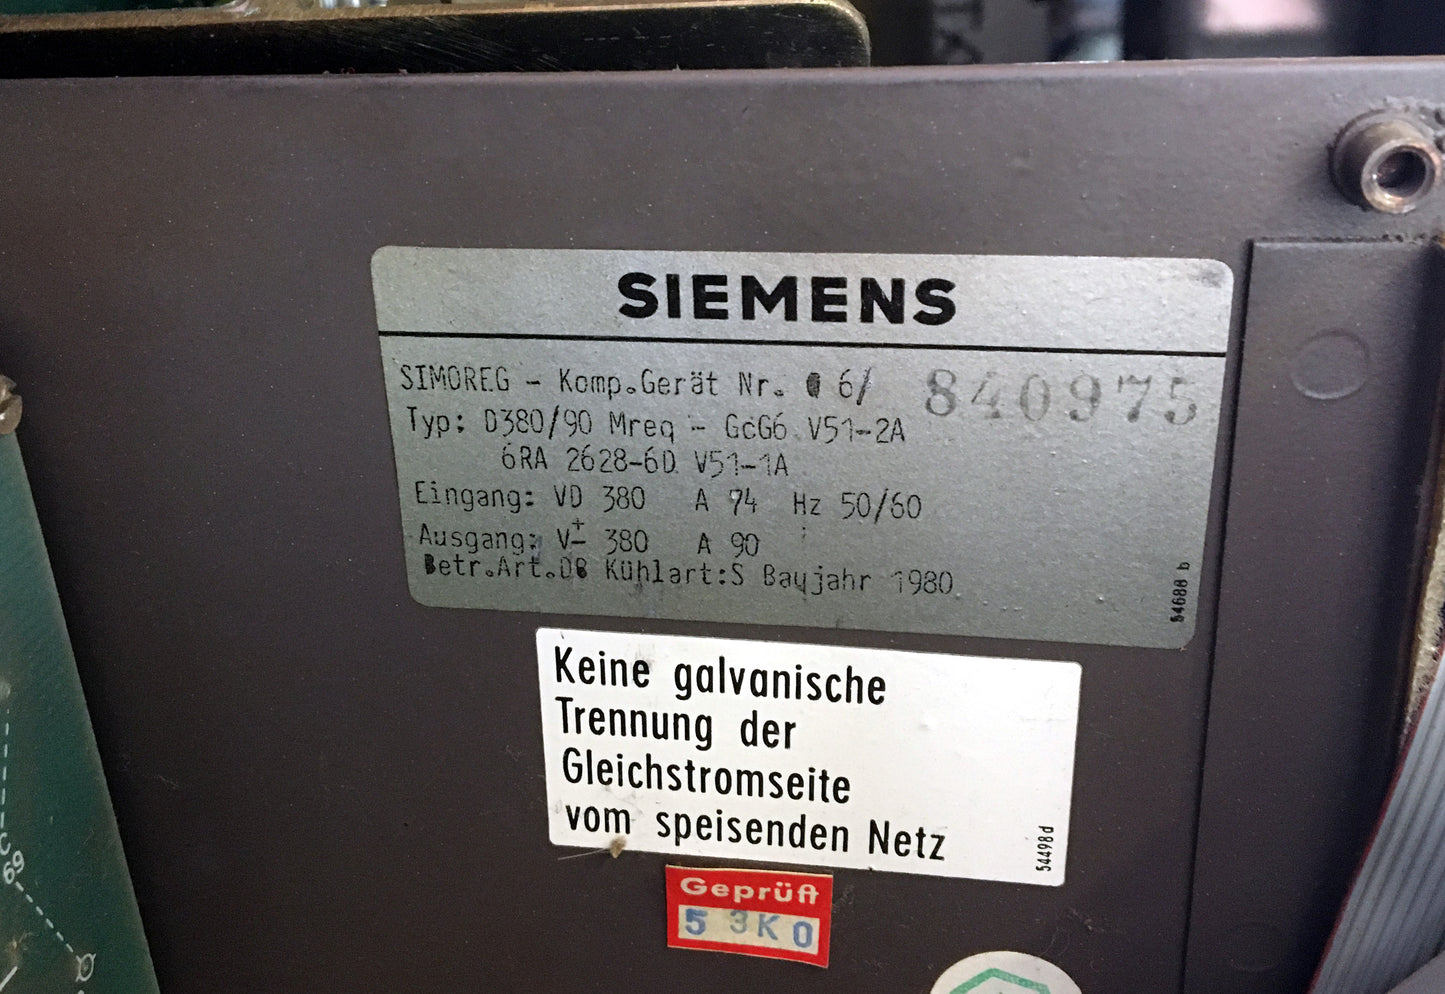 SIEMENS
SIMOREG - Komp.Gerät Nr. 6/ 840975
Typ: D380/90 Mreq - GcG6 V51-2A
6RA 2628-6D V51-1A
Eingang: VD 380 A 74 Hz 50/60
Ausgang: V± 380 A 90
Betr.Art.DB Kühlart:S Baujahr 1980
54688 b
Keine galvanische
Trennung der
Gleichstromseite
vom speisenden Netz
54498d
Geprüft
5 3K0
C
69